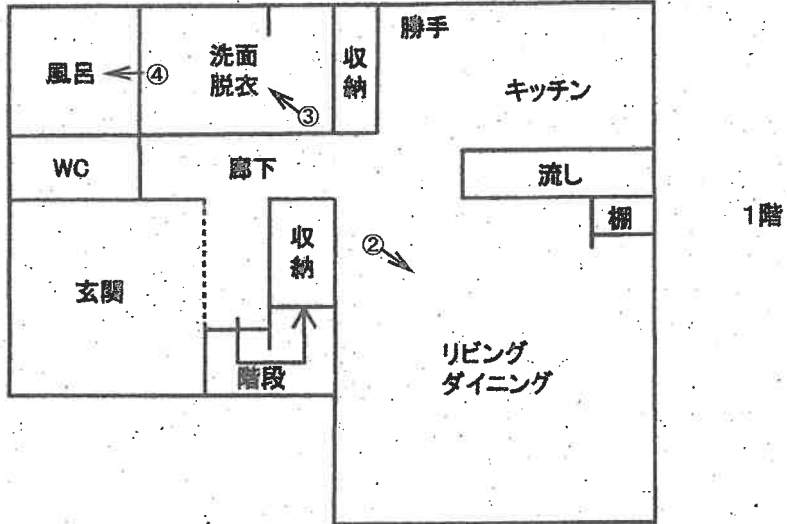 勝手
風呂
④
洗面
脱衣
③
収
納
キッチン
WC
廊下
流し
棚
1階
玄関
収
納
②
リビング
ダイニング
階段